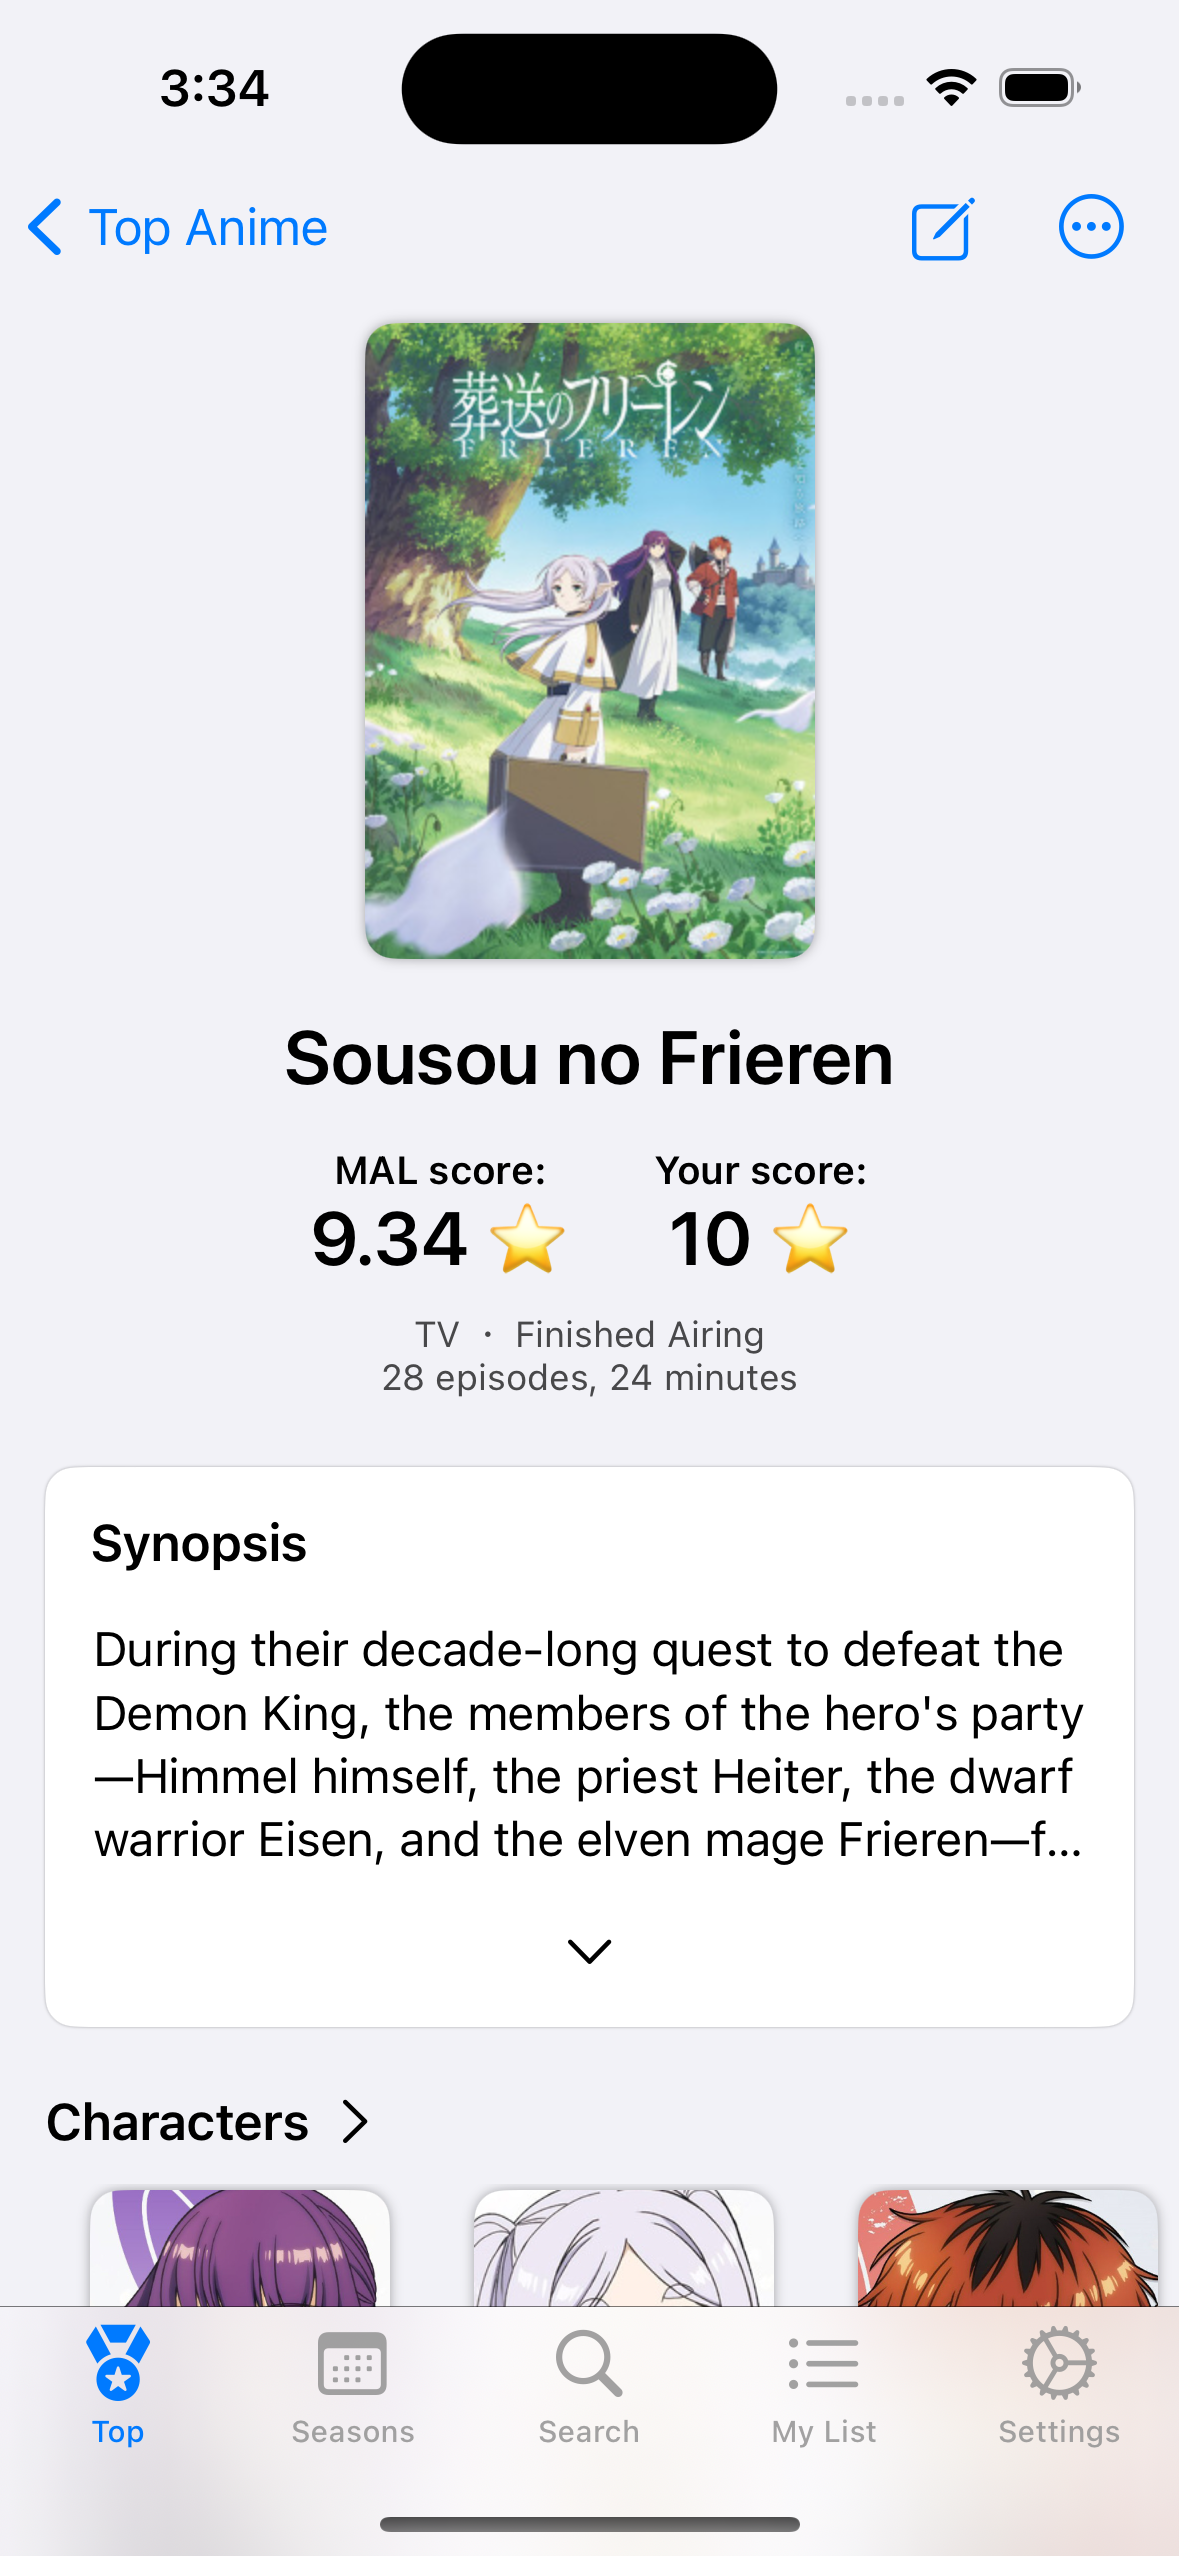 3:34
Top Anime
葬送のフリーレン
FRIEREN
Sousou no Frieren
MAL score:
Your score:
9.34
10
TV · Finished Airing
28 episodes, 24 minutes
Synopsis
During their decade-long quest to defeat the
Demon King, the members of the hero's party
—Himmel himself, the priest Heiter, the dwarf
warrior Eisen, and the elven mage Frieren—f...
Characters
Top
Seasons
Search
My List
Settings